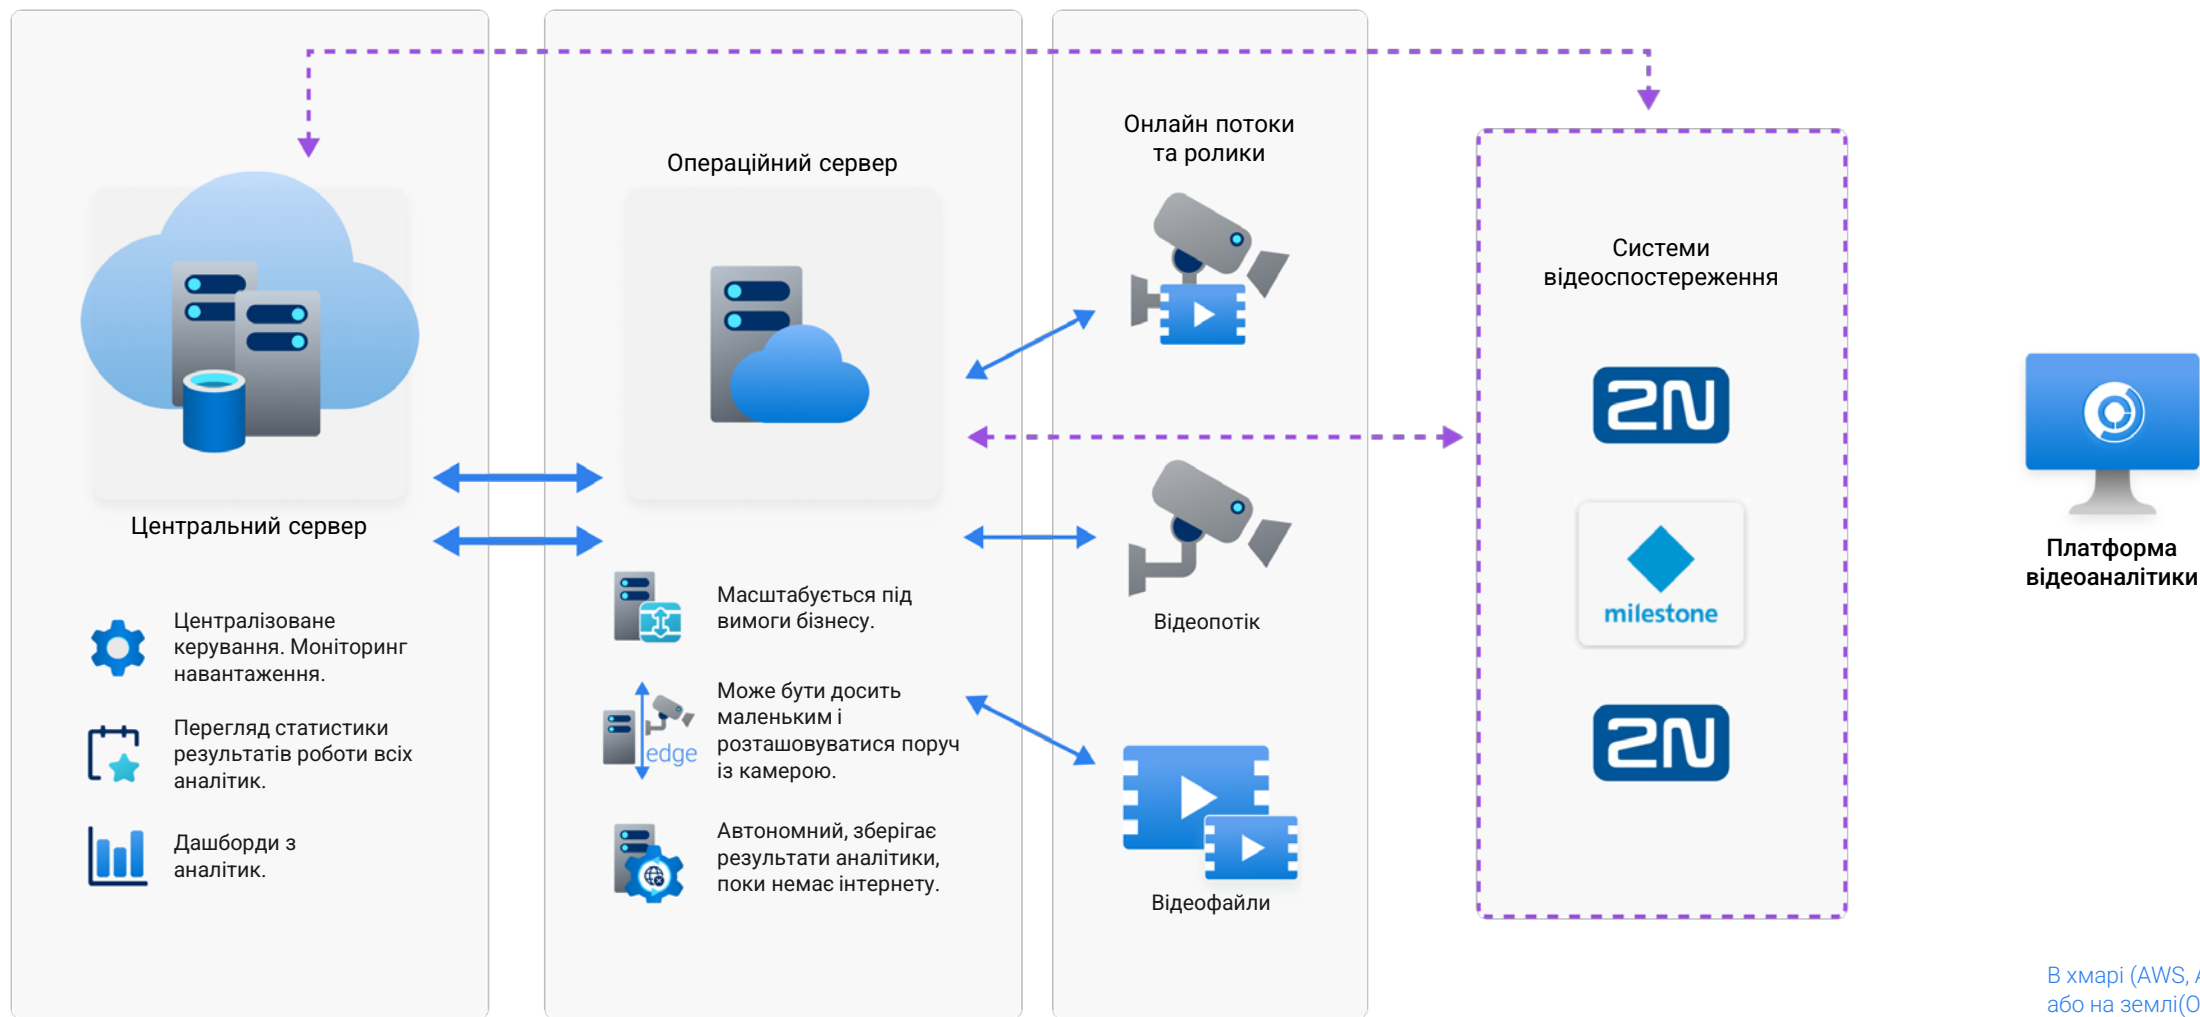 Центральний сервер
Централізоване
керування. Моніторинг
навантаження.
Перегляд статистики
результатів роботи всіх
аналітик.
Дашборди з
аналітик.
Операційний сервер
Масштабується під
вимоги бізнесу.
edge
Може бути досить
маленьким і
розташовуватися поруч
із камерою.
Автономний, зберігає
результати аналітики,
поки немає інтернету.
Онлайн потоки
та ролики
Відеопотік
Відеофайли
Системи
відеоспостереження
2N
milestone
2N
Платформа
відеоаналітики
В хмарі (AWS,
або на землі(O